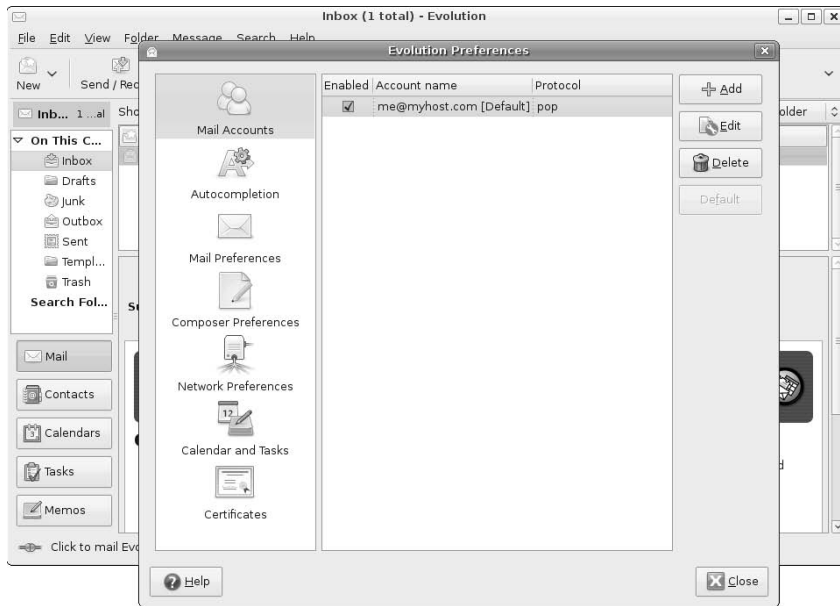 Inbox (1 total) - Evolution
File Edit View Folder Message Search Help
Evolution Preferences
New
Send / Rec
Inb... 1 ...al
Sho
older
On This C...
Inbox
Drafts
Junk
Outbox
Sent
Templ...
Trash
Search Fol...
Su
Mail
Contacts
Calendars
Tasks
Memos
Click to mail Evo
Mail Accounts
Autocompletion
Mail Preferences
Composer Preferences
Network Preferences
12
Calendar and Tasks
Certificates
Enabled Account name Protocol
me@myhost.com [Default] pop
Add
Edit
Delete
Default
Help
Close